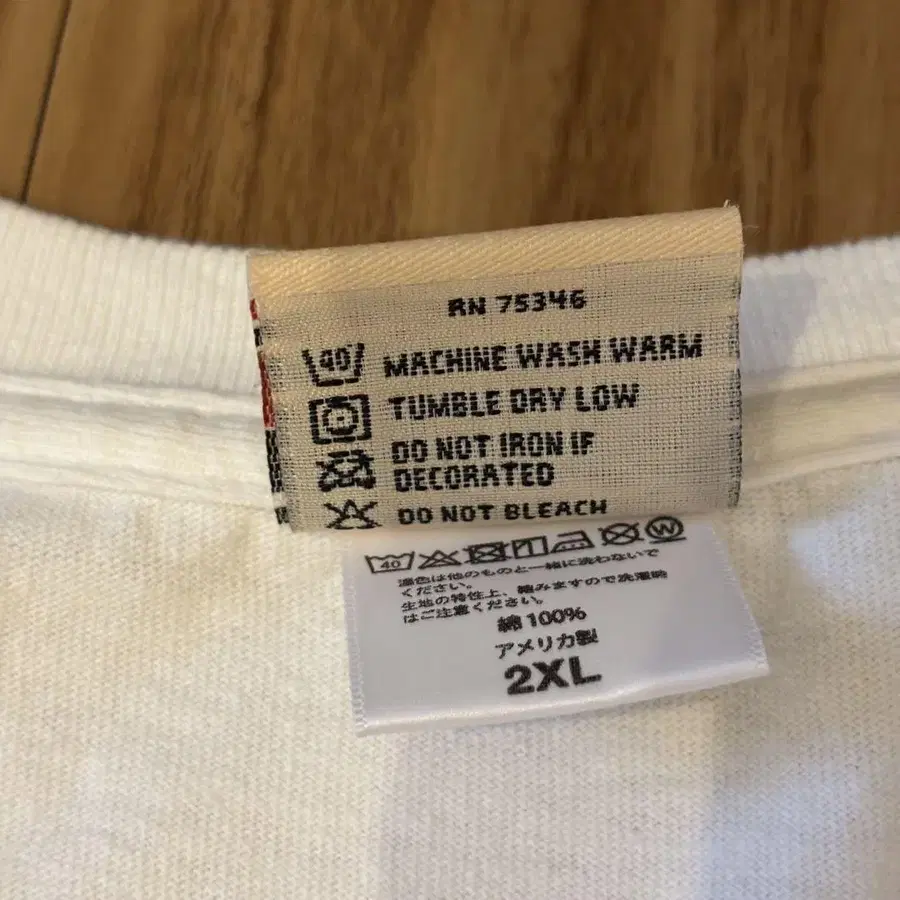 RN 75346
40 MACHINE WASH WARM
TUMBLE DRY LOW
DO NOT IRON IF
DECORATED
DO NOT BLEACH
40 W
濃色は他のものと一緒に洗わないで
ください。
生地の特性上、縮みますので洗濯時
はご注意ください。
綿100%
アメリカ製
2XL